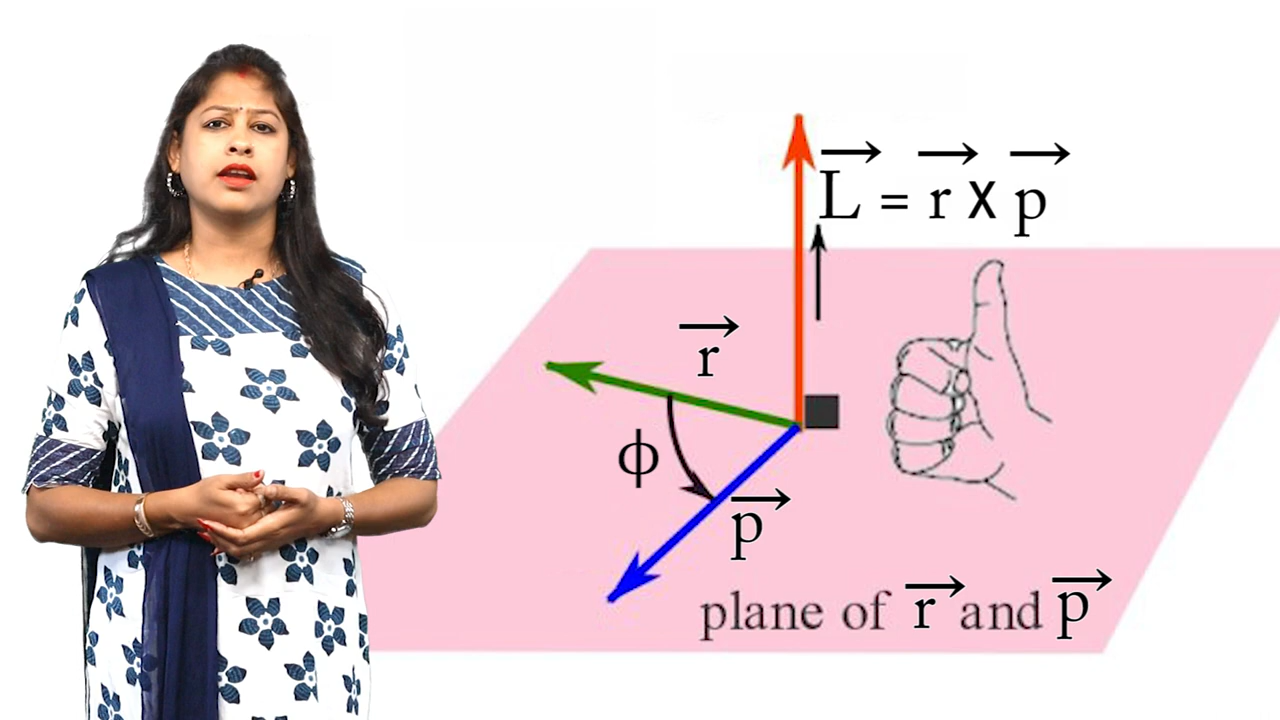 L⃗ = r⃗ X p⃗
r⃗
ϕ
p⃗
plane of r⃗ and p⃗